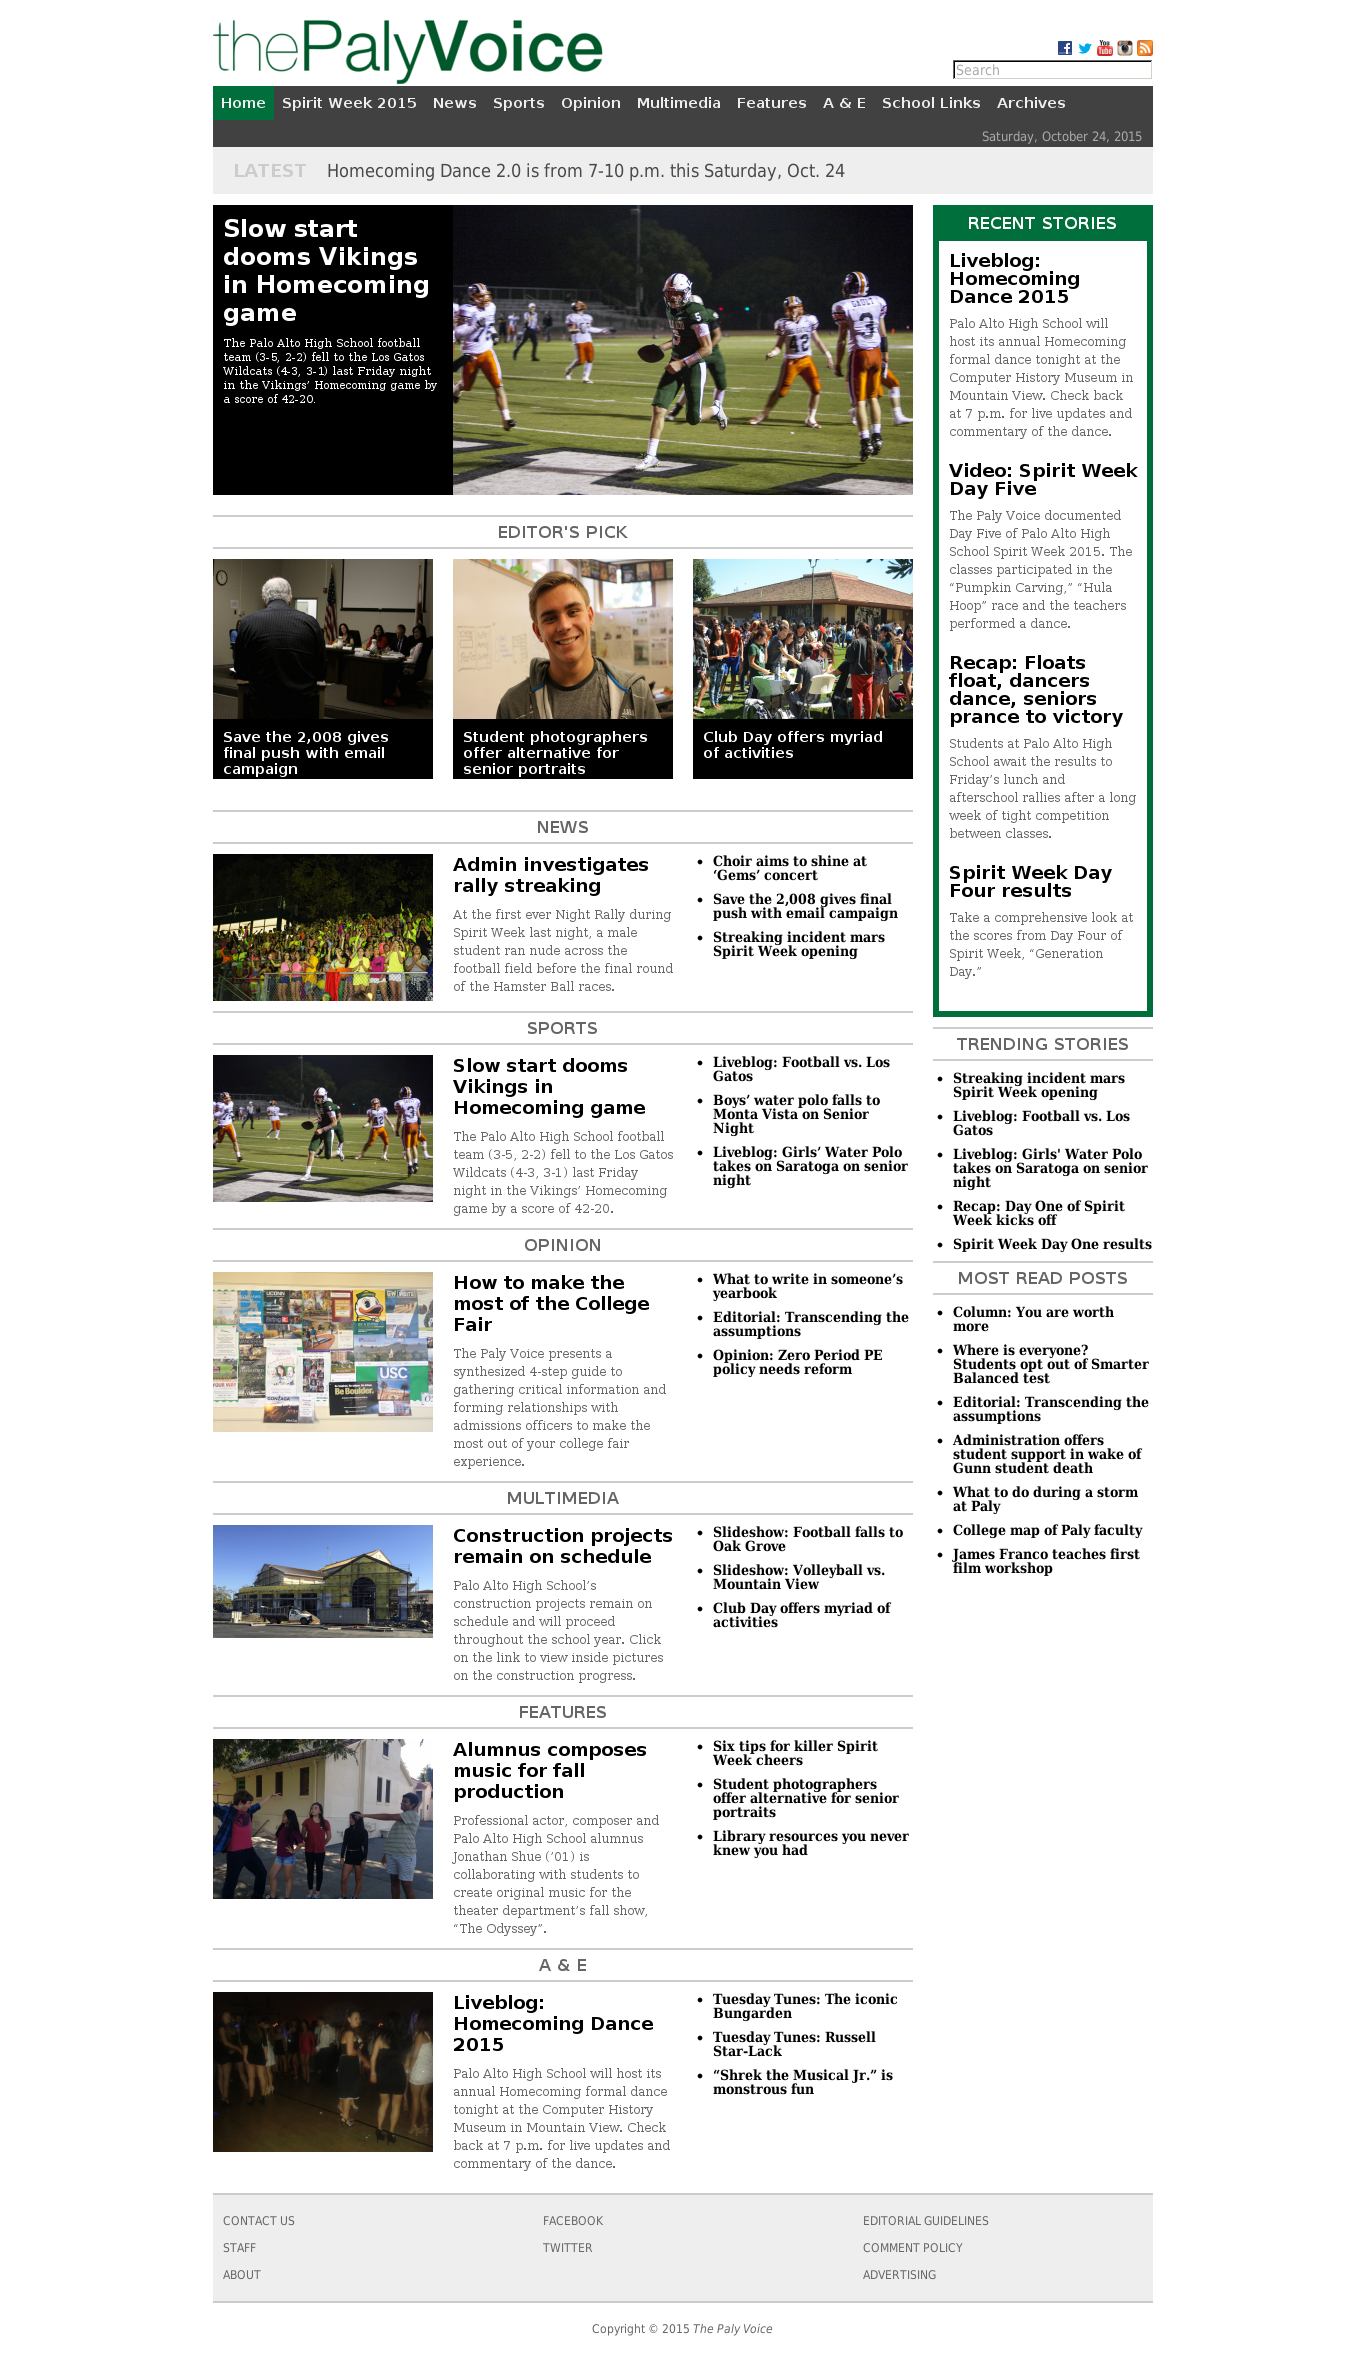 thePalyVoice
Search
Home Spirit Week 2015 News Sports Opinion Multimedia Features A & E School Links Archives
Saturday, October 24, 2015
LATEST Homecoming Dance 2.0 is from 7-10 p.m. this Saturday, Oct. 24
Slow start
dooms Vikings
in Homecoming
game
The Palo Alto High School football
team (3-5, 2-2) fell to the Los Gatos
Wildcats (4-3, 3-1) last Friday night
in the Vikings’ Homecoming game by
a score of 42-20.
EDITOR'S PICK
Save the 2,008 gives
final push with email
campaign
Student photographers
offer alternative for
senior portraits
Club Day offers myriad
of activities
NEWS
Admin investigates
rally streaking
At the first ever Night Rally during
Spirit Week last night, a male
student ran nude across the
football field before the final round
of the Hamster Ball races.
Choir aims to shine at
‘Gems’ concert
Save the 2,008 gives final
push with email campaign
Streaking incident mars
Spirit Week opening
SPORTS
Slow start dooms
Vikings in
Homecoming game
The Palo Alto High School football
team (3-5, 2-2) fell to the Los Gatos
Wildcats (4-3, 3-1) last Friday
night in the Vikings’ Homecoming
game by a score of 42-20.
Liveblog: Football vs. Los
Gatos
Boys’ water polo falls to
Monta Vista on Senior
Night
Liveblog: Girls’ Water Polo
takes on Saratoga on senior
night
OPINION
How to make the
most of the College
Fair
The Paly Voice presents a
synthesized 4-step guide to
gathering critical information and
forming relationships with
admissions officers to make the
most out of your college fair
experience.
What to write in someone’s
yearbook
Editorial: Transcending the
assumptions
Opinion: Zero Period PE
policy needs reform
USC
Be Boulder.
MULTIMEDIA
Construction projects
remain on schedule
Palo Alto High School’s
construction projects remain on
schedule and will proceed
throughout the school year. Click
on the link to view inside pictures
on the construction progress.
Slideshow: Football falls to
Oak Grove
Slideshow: Volleyball vs.
Mountain View
Club Day offers myriad of
activities
FEATURES
Alumnus composes
music for fall
production
Professional actor, composer and
Palo Alto High School alumnus
Jonathan Shue (’01) is
collaborating with students to
create original music for the
theater department’s fall show,
“The Odyssey”.
Six tips for killer Spirit
Week cheers
Student photographers
offer alternative for senior
portraits
Library resources you never
knew you had
A & E
Liveblog:
Homecoming Dance
2015
Palo Alto High School will host its
annual Homecoming formal dance
tonight at the Computer History
Museum in Mountain View. Check
back at 7 p.m. for live updates and
commentary of the dance.
Tuesday Tunes: The iconic
Bungarden
Tuesday Tunes: Russell
Star-Lack
“Shrek the Musical Jr.” is
monstrous fun
RECENT STORIES
Liveblog:
Homecoming
Dance 2015
Palo Alto High School will
host its annual Homecoming
formal dance tonight at the
Computer History Museum in
Mountain View. Check back
at 7 p.m. for live updates and
commentary of the dance.
Video: Spirit Week
Day Five
The Paly Voice documented
Day Five of Palo Alto High
School Spirit Week 2015. The
classes participated in the
“Pumpkin Carving,” “Hula
Hoop” race and the teachers
performed a dance.
Recap: Floats
float, dancers
dance, seniors
prance to victory
Students at Palo Alto High
School await the results to
Friday’s lunch and
afterschool rallies after a long
week of tight competition
between classes.
Spirit Week Day
Four results
Take a comprehensive look at
the scores from Day Four of
Spirit Week, “Generation
Day.”
TRENDING STORIES
Streaking incident mars
Spirit Week opening
Liveblog: Football vs. Los
Gatos
Liveblog: Girls' Water Polo
takes on Saratoga on senior
night
Recap: Day One of Spirit
Week kicks off
Spirit Week Day One results
MOST READ POSTS
Column: You are worth
more
Where is everyone?
Students opt out of Smarter
Balanced test
Editorial: Transcending the
assumptions
Administration offers
student support in wake of
Gunn student death
What to do during a storm
at Paly
College map of Paly faculty
James Franco teaches first
film workshop
CONTACT US FACEBOOK EDITORIAL GUIDELINES
STAFF TWITTER COMMENT POLICY
ABOUT ADVERTISING
Copyright © 2015 The Paly Voice